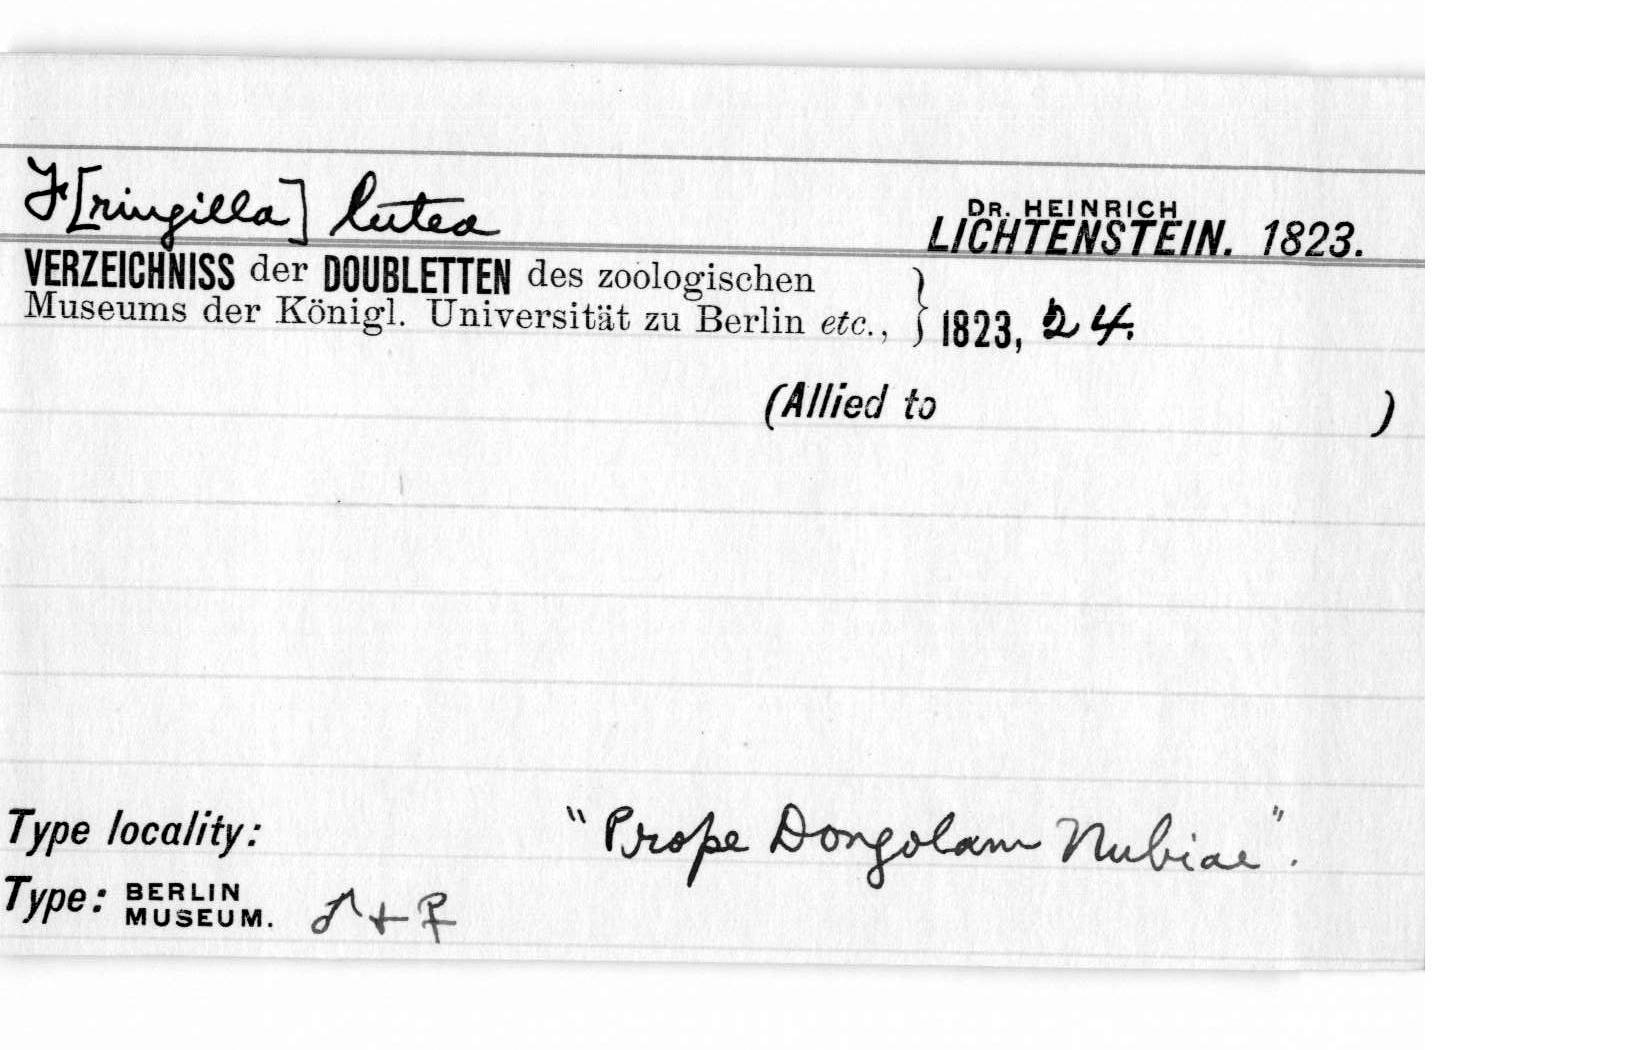 F[ringilla] lutea
DR. HEINRICH
LICHTENSTEIN. 1823.
VERZEICHNISS der DOUBLETTEN des zoologischen
Museums der Königl. Universität zu Berlin etc., } 1823, 24.
(Allied to )
Type locality: "Prope Dongolam Nubiae".
Type: BERLIN MUSEUM. ♂ + ♀